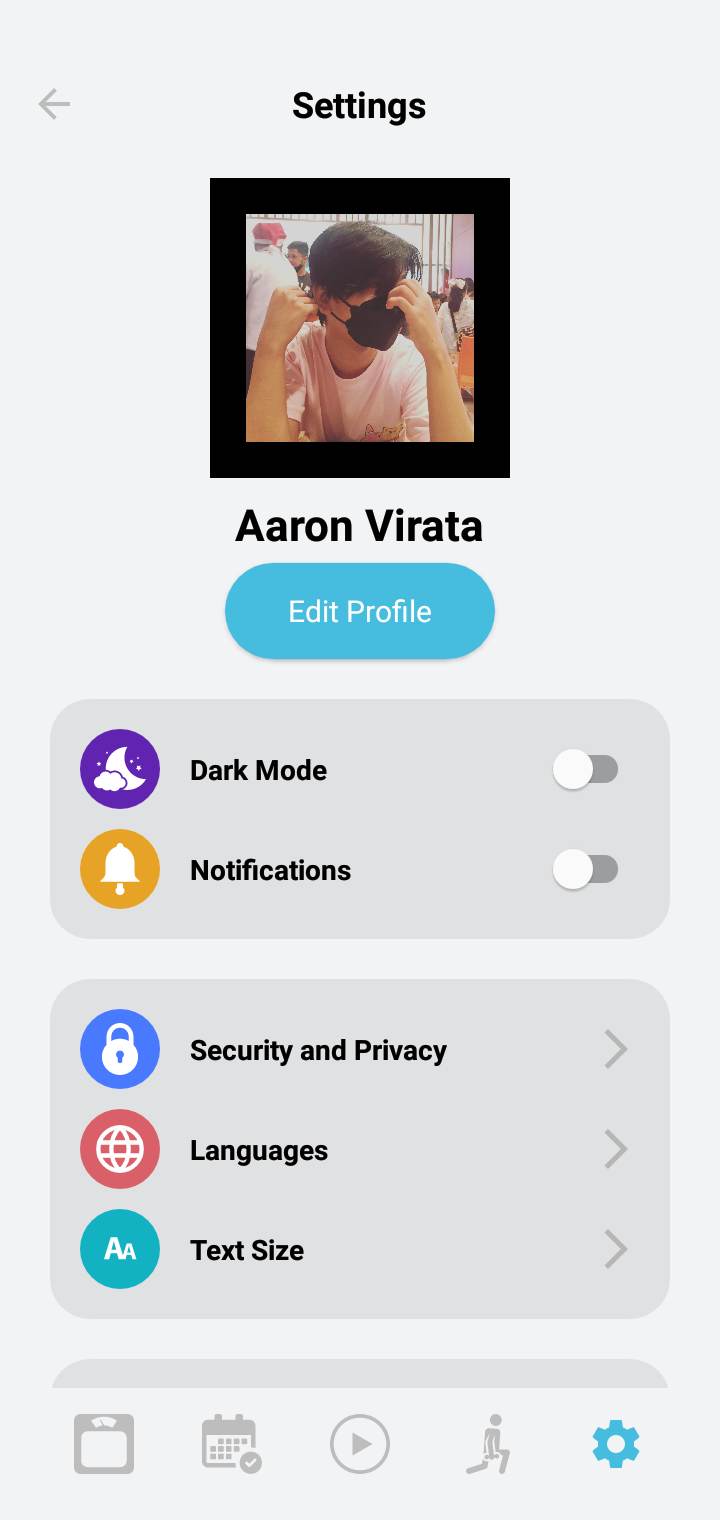 Settings
Aaron Virata
Edit Profile
Dark Mode
Notifications
Security and Privacy
Languages
AA
Text Size